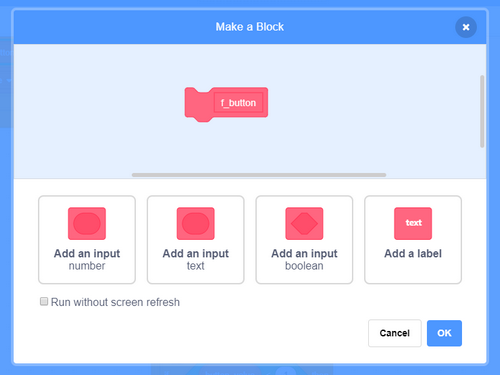 Make a Block
f_button
Add an input
number
Add an input
text
Add an input
boolean
text
Add a label
Run without screen refresh
Cancel
OK